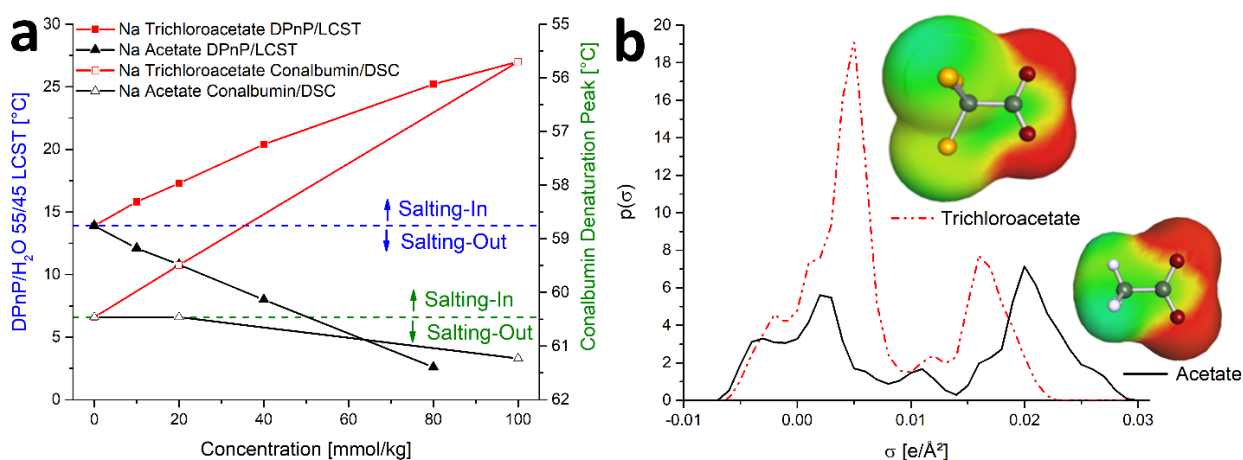 a
Na Trichloroacetate DPnP/LCST
Na Acetate DPnP/LCST
Na Trichloroacetate Conalbumin/DSC
Na Acetate Conalbumin/DSC
DPnP/H₂O 55/45 LCST [°C]
30
25
20
15
10
5
0
Salting-In
Salting-Out
Salting-In
Salting-Out
55
56
57
58
59
60
61
62
Conalbumin Denaturation Peak [°C]
0
20
40
60
80
100
Concentration [mmol/kg]
b
p(σ)
20
18
16
14
12
10
8
6
4
2
0
Trichloroacetate
Acetate
-0.01
0.00
0.01
0.02
0.03
σ [e/Å²]